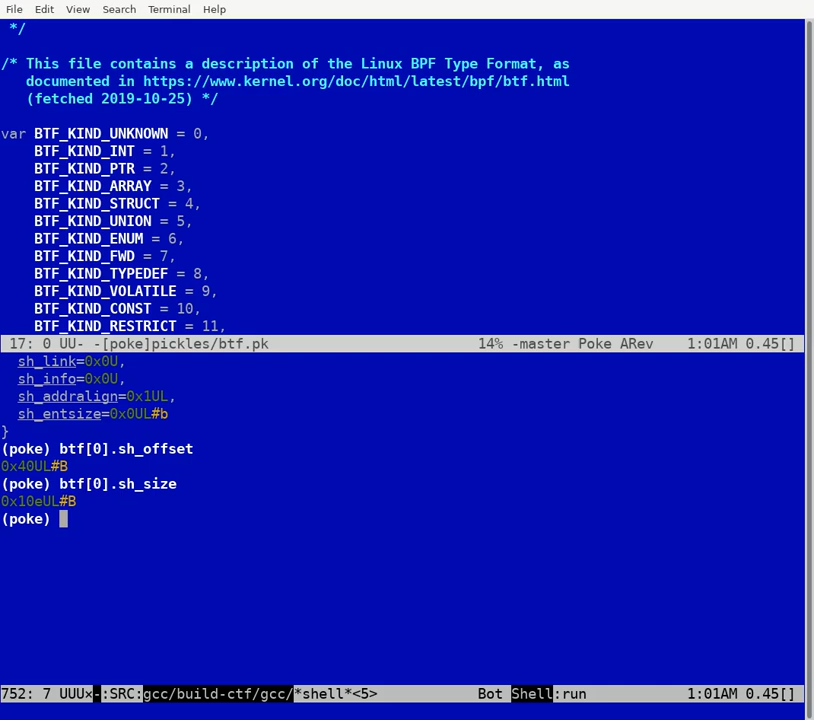 File Edit View Search Terminal Help
 */
/* This file contains a description of the Linux BPF Type Format, as
   documented in https://www.kernel.org/doc/html/latest/bpf/btf.html
   (fetched 2019-10-25) */
var BTF_KIND_UNKNOWN = 0,
    BTF_KIND_INT = 1,
    BTF_KIND_PTR = 2,
    BTF_KIND_ARRAY = 3,
    BTF_KIND_STRUCT = 4,
    BTF_KIND_UNION = 5,
    BTF_KIND_ENUM = 6,
    BTF_KIND_FWD = 7,
    BTF_KIND_TYPEDEF = 8,
    BTF_KIND_VOLATILE = 9,
    BTF_KIND_CONST = 10,
    BTF_KIND_RESTRICT = 11,
 17: 0 UU- -[poke]pickles/btf.pk 14% -master Poke ARev 1:01AM 0.45[]
  sh_link=0x0U,
  sh_info=0x0U,
  sh_addralign=0x1UL,
  sh_entsize=0x0UL#b
}
(poke) btf[0].sh_offset
0x40UL#B
(poke) btf[0].sh_size
0x10eUL#B
(poke)
752: 7 UUU×-:SRC:gcc/build-ctf/gcc/*shell*<5> Bot Shell:run 1:01AM 0.45[]